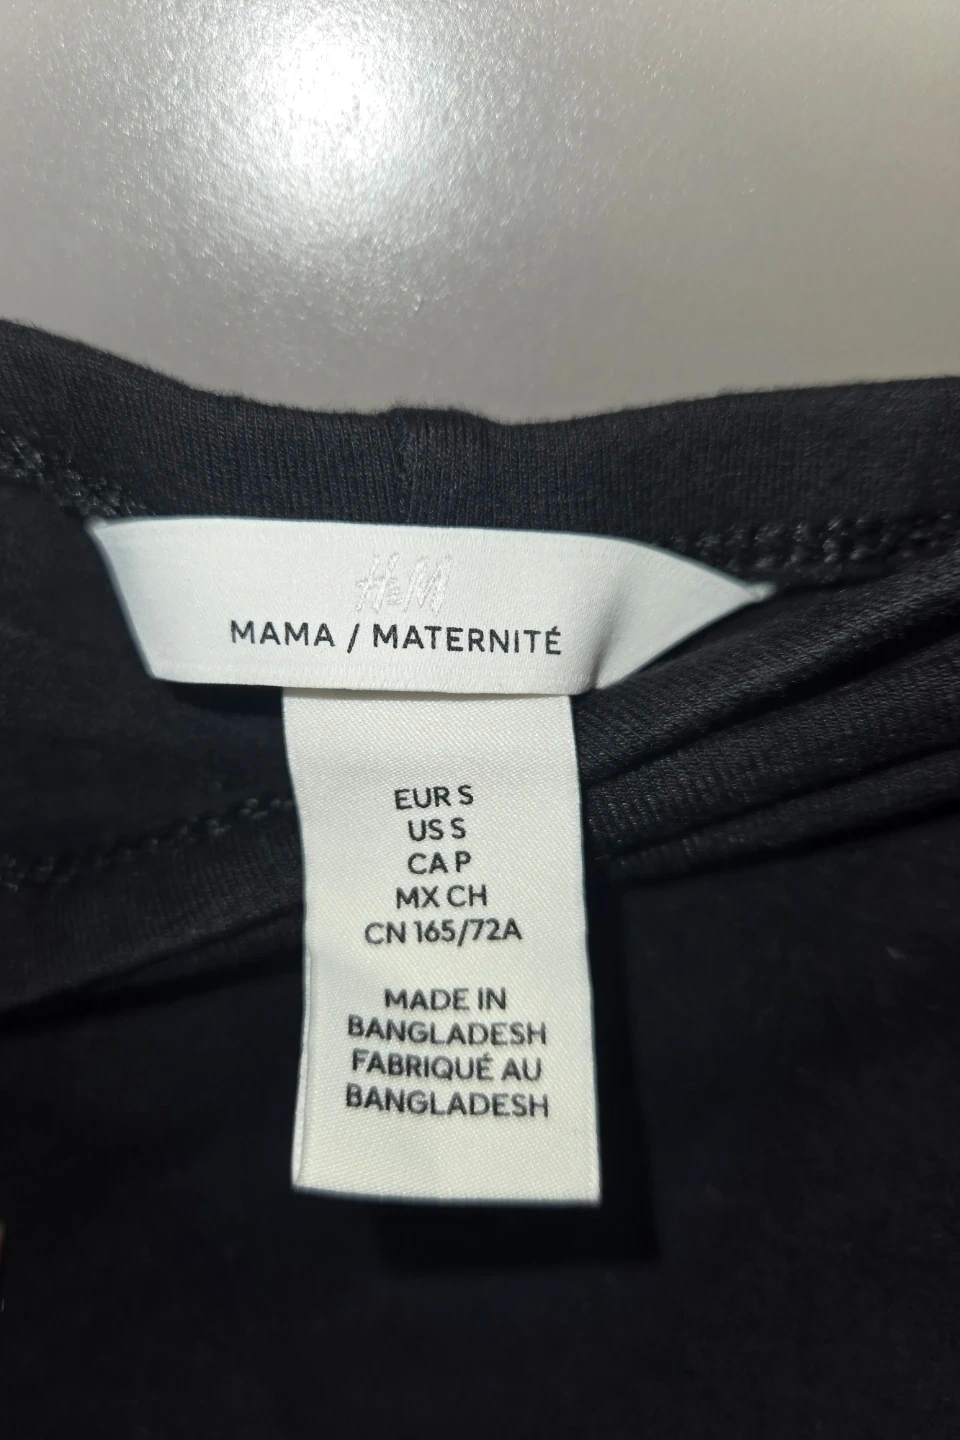 H&M
MAMA / MATERNITÉ
EUR S
US S
CA P
MX CH
CN 165/72A
MADE IN
BANGLADESH
FABRIQUÉ AU
BANGLADESH